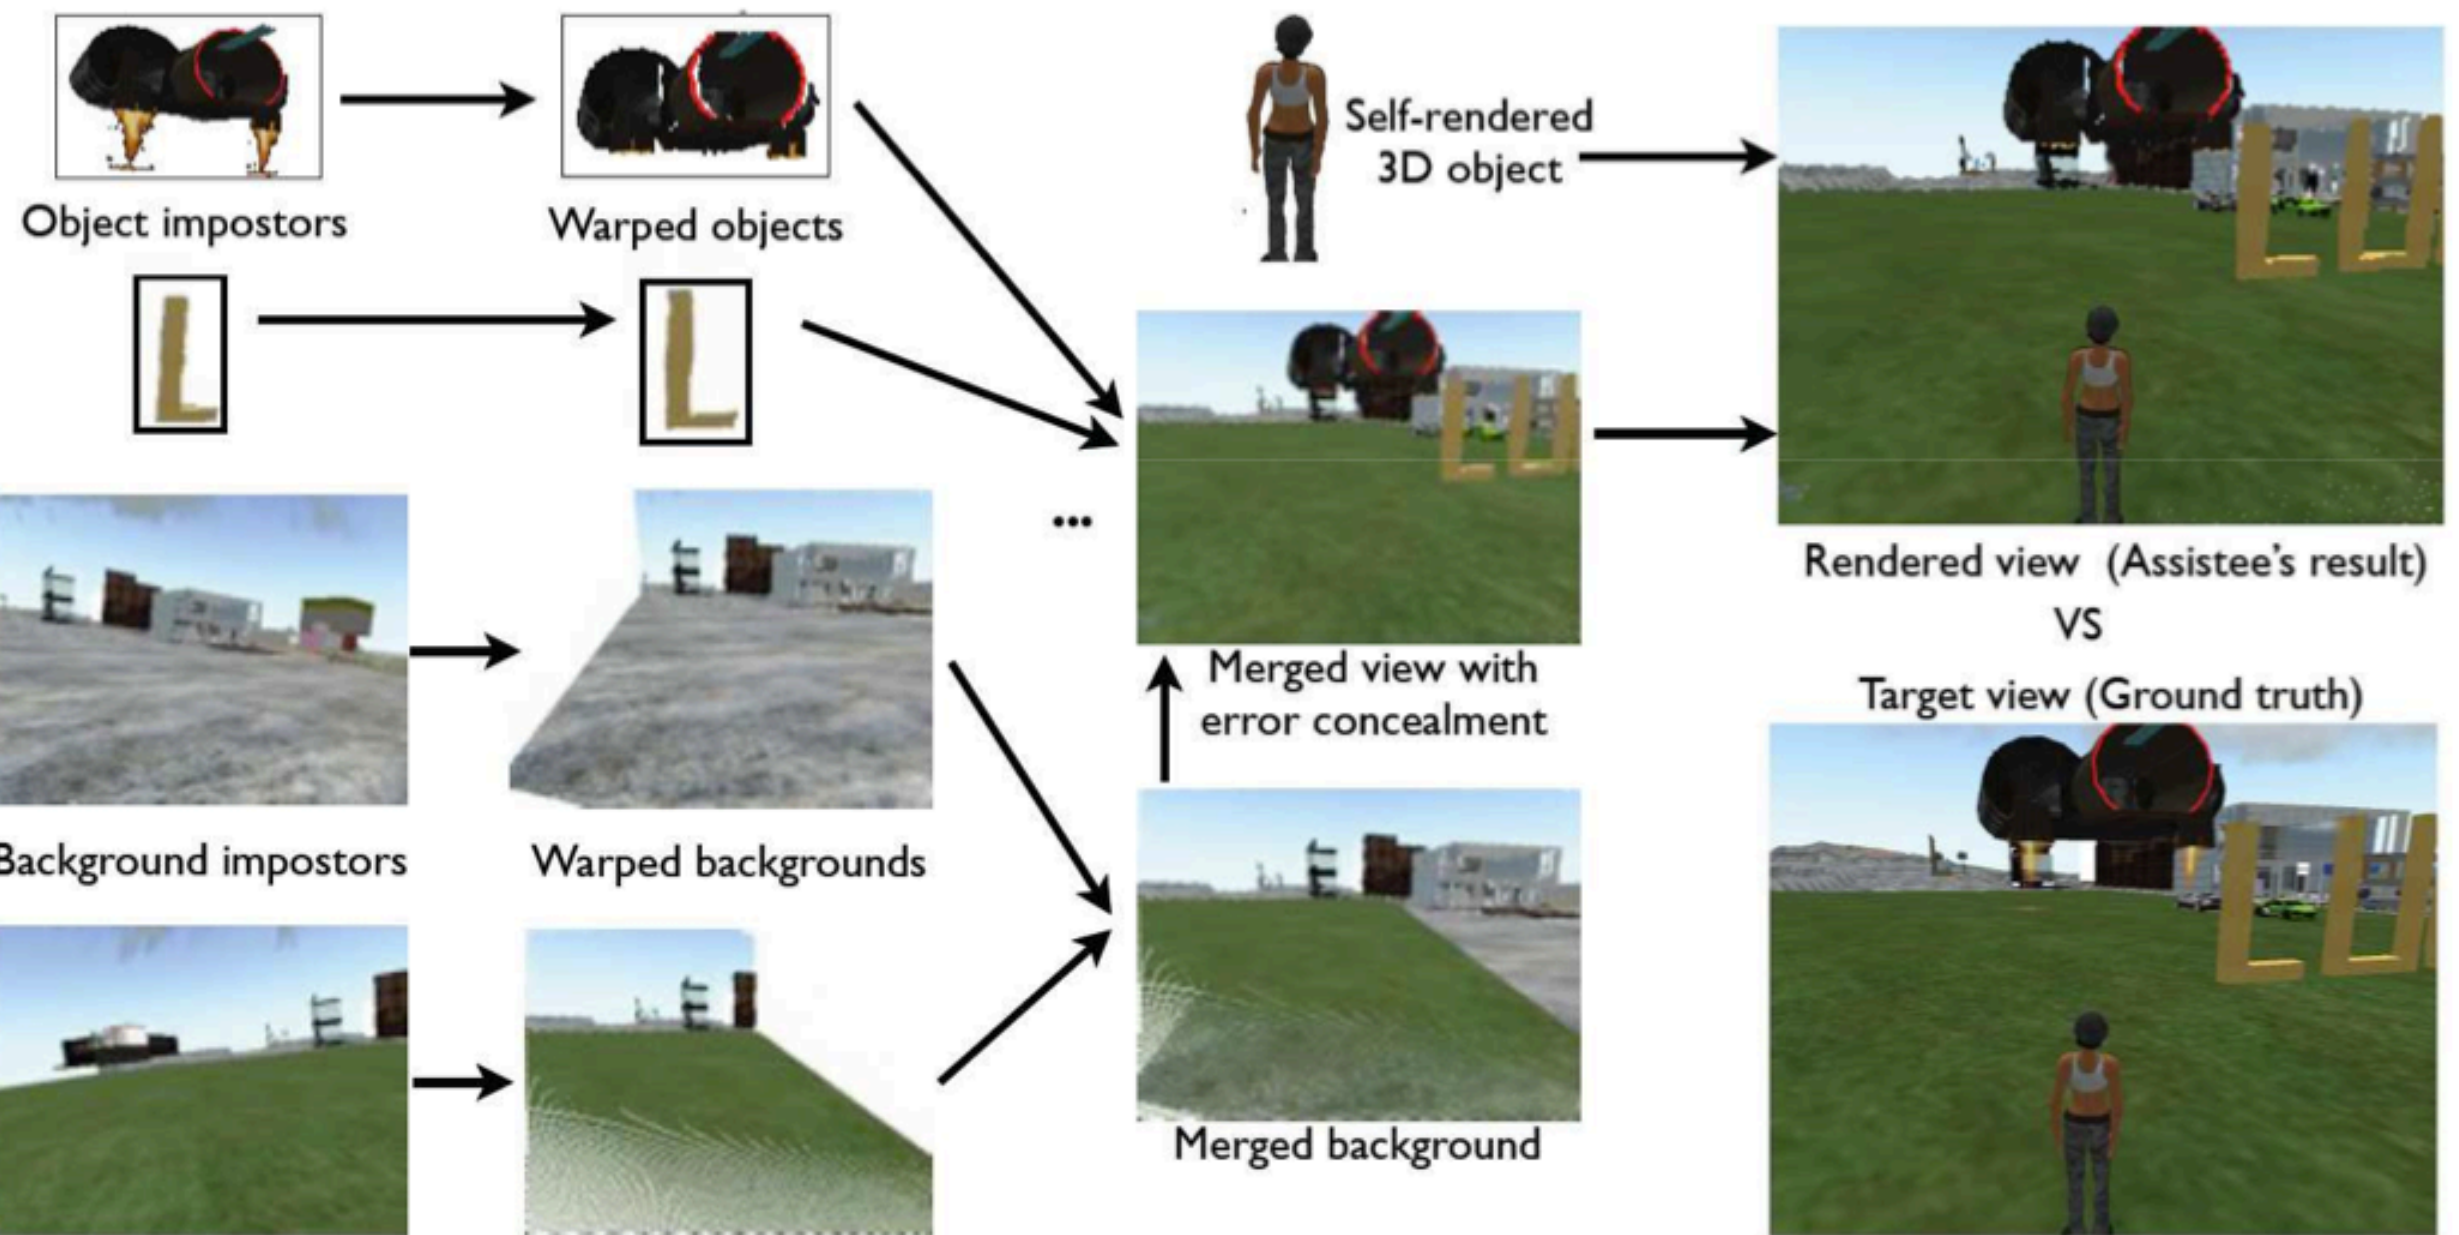 Self-rendered
3D object
Object impostors
Warped objects
L
L
Rendered view (Assistee's result)
VS
Target view (Ground truth)
...
Merged view with
error concealment
Background impostors
Warped backgrounds
Merged background